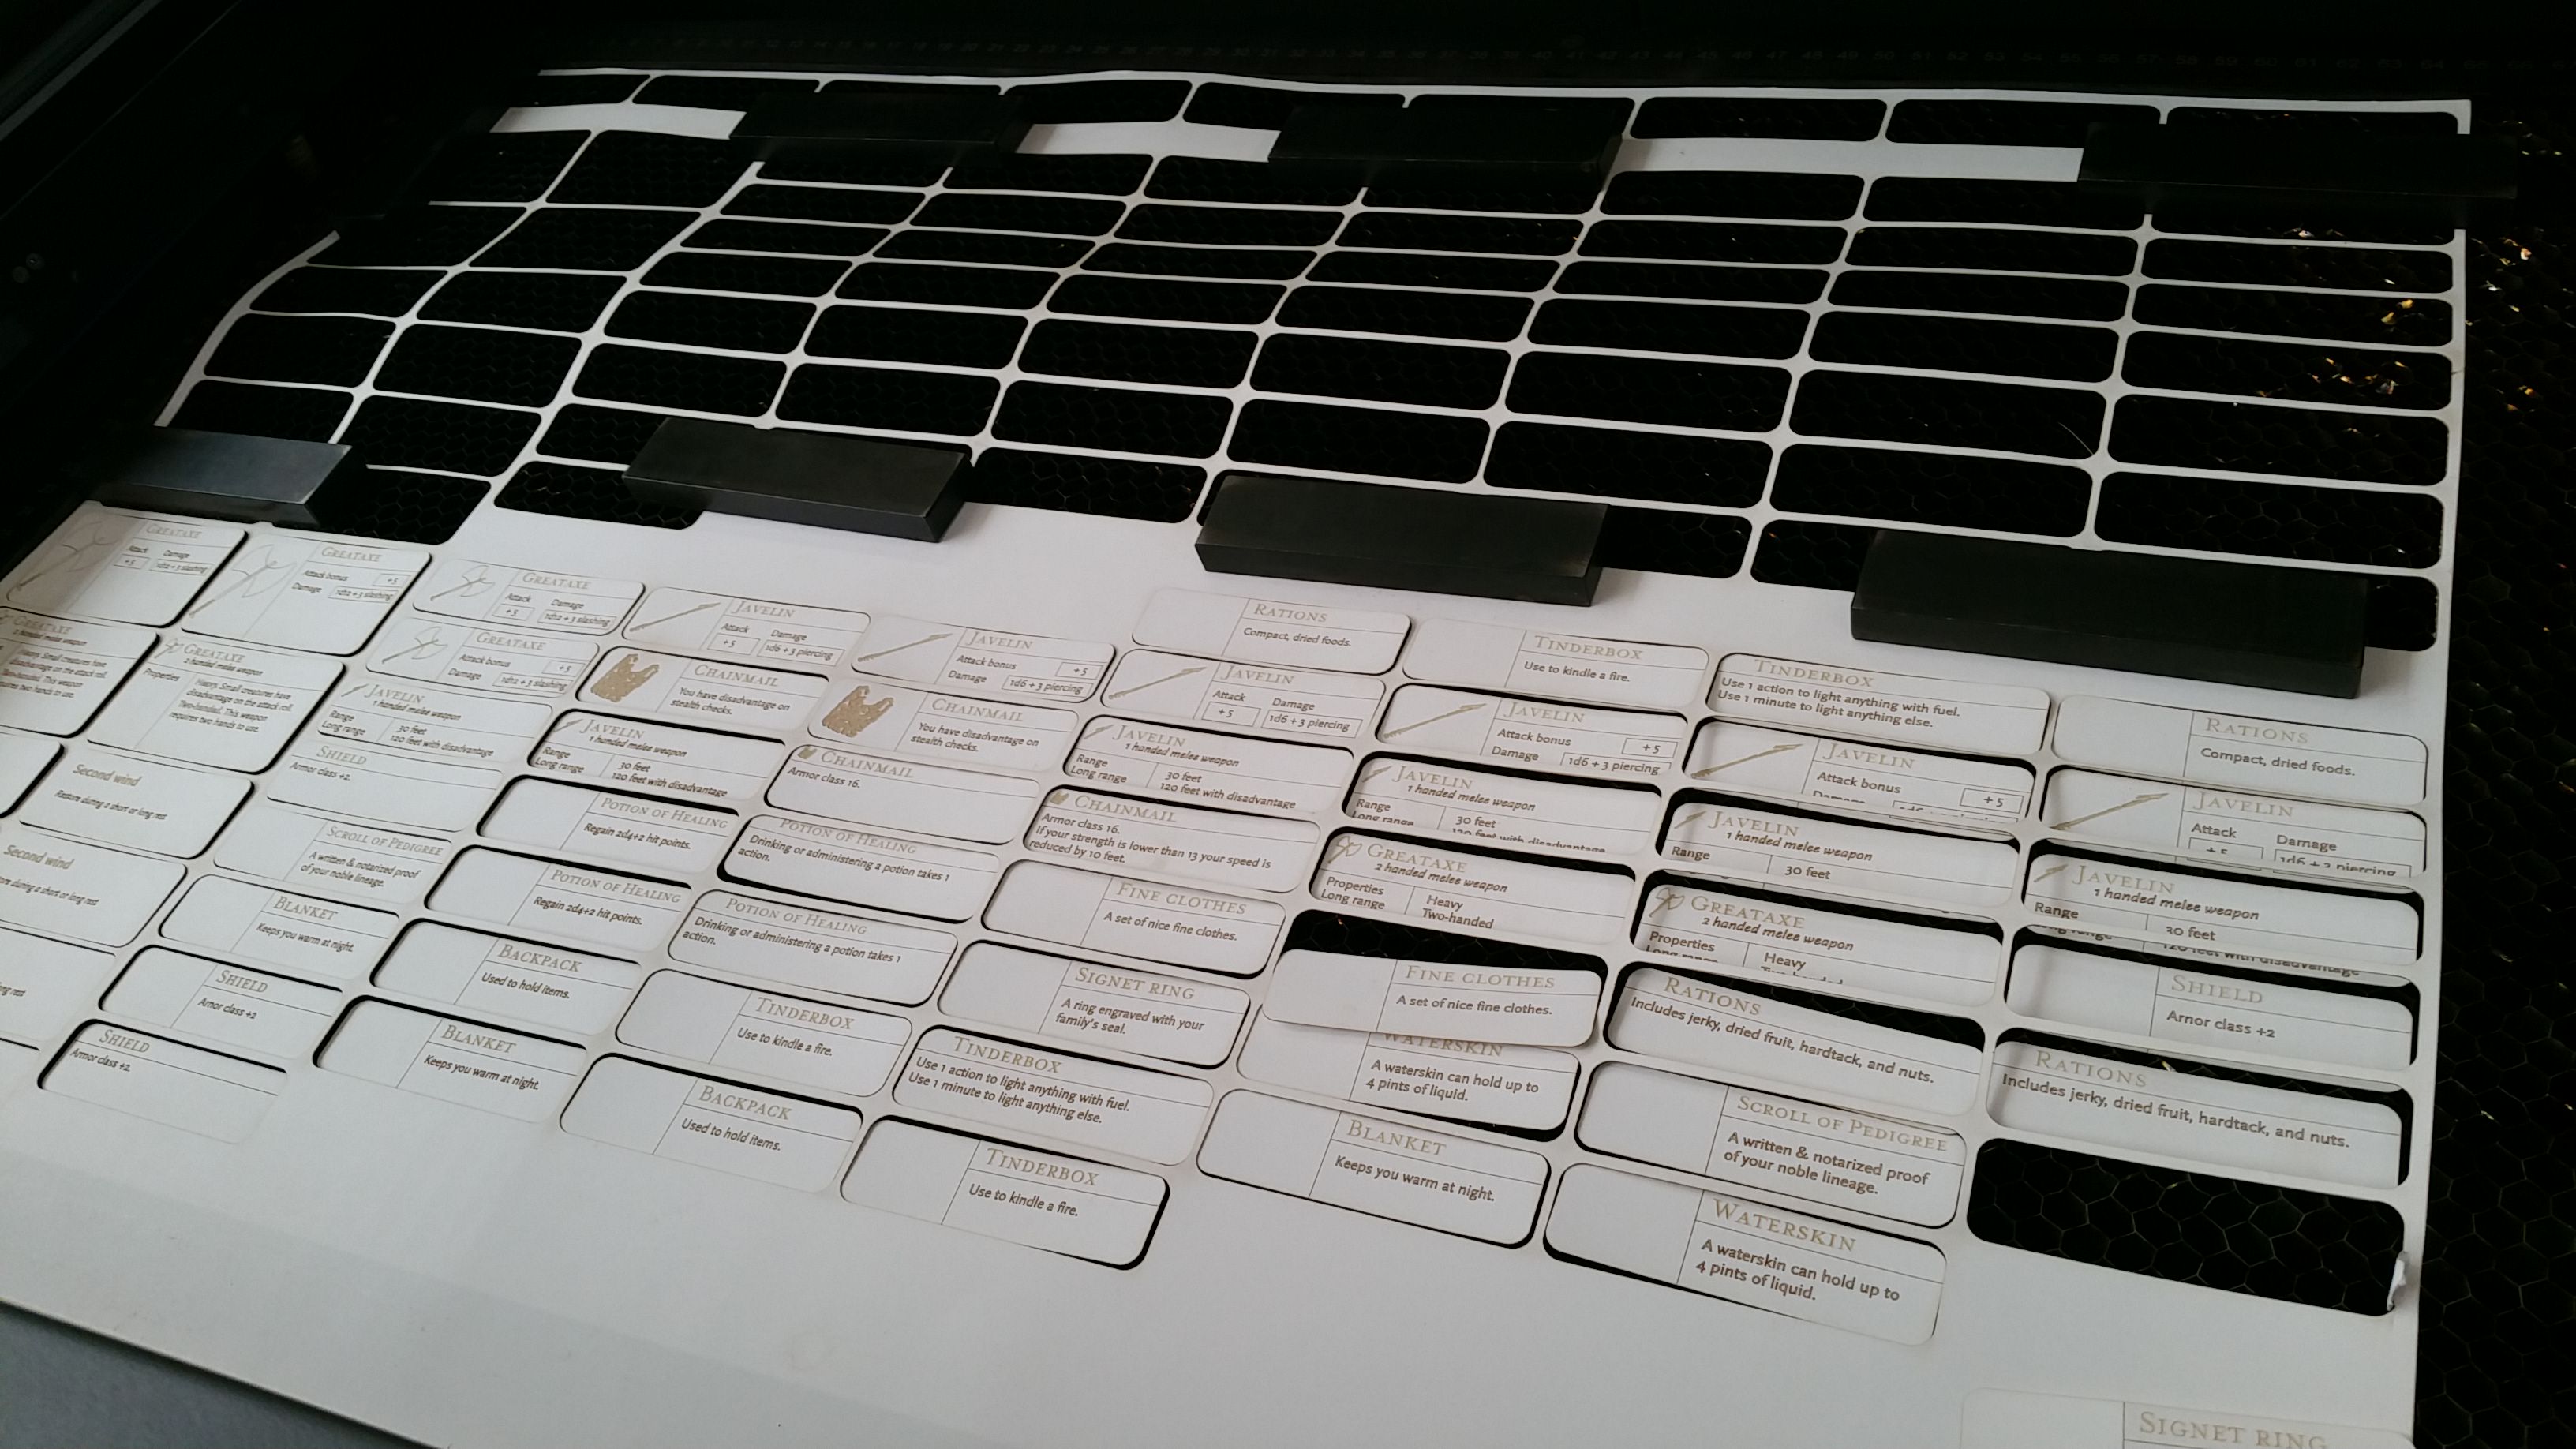 GREATAXE
Attack Damage
+5 1d12 + 3 slashing
GREATAXE
Attack bonus +5
Damage 1d12 + 3 slashing
GREATAXE
Attack Damage
+5 1d12 + 3 slashing
JAVELIN
Attack Damage
+5 1d6 + 3 piercing
JAVELIN
Attack bonus +5
Damage 1d6 + 3 piercing
RATIONS
Compact, dried foods.
TINDERBOX
Use to kindle a fire.
TINDERBOX
Use 1 action to light anything with fuel.
Use 1 minute to light anything else.
RATIONS
Compact, dried foods.
GREATAXE
2 handed melee weapon
Heavy. Small creatures have
disadvantage on the attack roll.
Two-handed. This weapon
requires two hands to use.
GREATAXE
2 handed melee weapon
Properties Heavy. Small creatures have
disadvantage on the attack roll.
Two-handed. This weapon
requires two hands to use.
GREATAXE
Attack bonus +5
Damage 1d12 + 3 slashing
CHAINMAIL
You have disadvantage on
stealth checks.
CHAINMAIL
You have disadvantage on
stealth checks.
JAVELIN
Attack Damage
+5 1d6 + 3 piercing
JAVELIN
Attack bonus +5
Damage 1d6 + 3 piercing
JAVELIN
Attack bonus +5
Damage
JAVELIN
Attack Damage
+5 1d6 + 3 piercing
JAVELIN
1 handed melee weapon
Range 30 feet
Long range 120 feet with disadvantage
JAVELIN
1 handed melee weapon
Range 30 feet
Long range 120 feet with disadvantage
CHAINMAIL
Armor class 16.
JAVELIN
1 handed melee weapon
Range 30 feet
Long range 120 feet with disadvantage
JAVELIN
1 handed melee weapon
Range 30 feet
Long range 120 feet with disadvantage
JAVELIN
1 handed melee weapon
Range 30 feet
JAVELIN
1 handed melee weapon
Range 30 feet
Long range 120 feet with disadvantage
Second wind
Restore during a short or long rest
SHIELD
Armor class +2.
POTION OF HEALING
Regain 2d4+2 hit points.
POTION OF HEALING
Drinking or administering a potion takes 1
action.
CHAINMAIL
Armor class 16.
If your strength is lower than 13 your speed is
reduced by 10 feet.
GREATAXE
2 handed melee weapon
Properties Heavy
Long range Two-handed
GREATAXE
2 handed melee weapon
Properties Heavy
Long range Two-handed
SHIELD
Arnor class +2
Second wind
during a short or long rest
SCROLL OF PEDIGREE
A written & notarized proof
of your noble lineage.
POTION OF HEALING
Regain 2d4+2 hit points.
POTION OF HEALING
Drinking or administering a potion takes 1
action.
FINE CLOTHES
A set of nice fine clothes.
FINE CLOTHES
A set of nice fine clothes.
RATIONS
Includes jerky, dried fruit, hardtack, and nuts.
RATIONS
Includes jerky, dried fruit, hardtack, and nuts.
BLANKET
Keeps you warm at night.
BACKPACK
Used to hold items.
TINDERBOX
Use to kindle a fire.
SIGNET RING
A ring engraved with your
family's seal.
WATERSKIN
A waterskin can hold up to
4 pints of liquid.
SCROLL OF PEDIGREE
A written & notarized proof
of your noble lineage.
long rest
SHIELD
Arnor class +2
BLANKET
Keeps you warm at night.
BACKPACK
Used to hold items.
TINDERBOX
Use 1 action to light anything with fuel.
Use 1 minute to light anything else.
BLANKET
Keeps you warm at night.
WATERSKIN
A waterskin can hold up to
4 pints of liquid.
SHIELD
Armor class +2.
TINDERBOX
Use to kindle a fire.
SIGNET RING